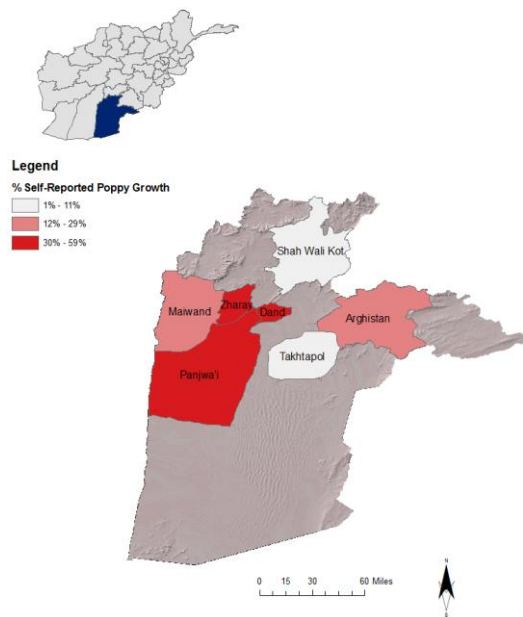 Legend
% Self-Reported Poppy Growth
1% - 11%
12% - 29%
30% - 59%
Shah Wali Kot
Maiwand
Zharay
Dand
Arghistan
Takhtapol
Panjwa'i
0 15 30 60 Miles
N
S